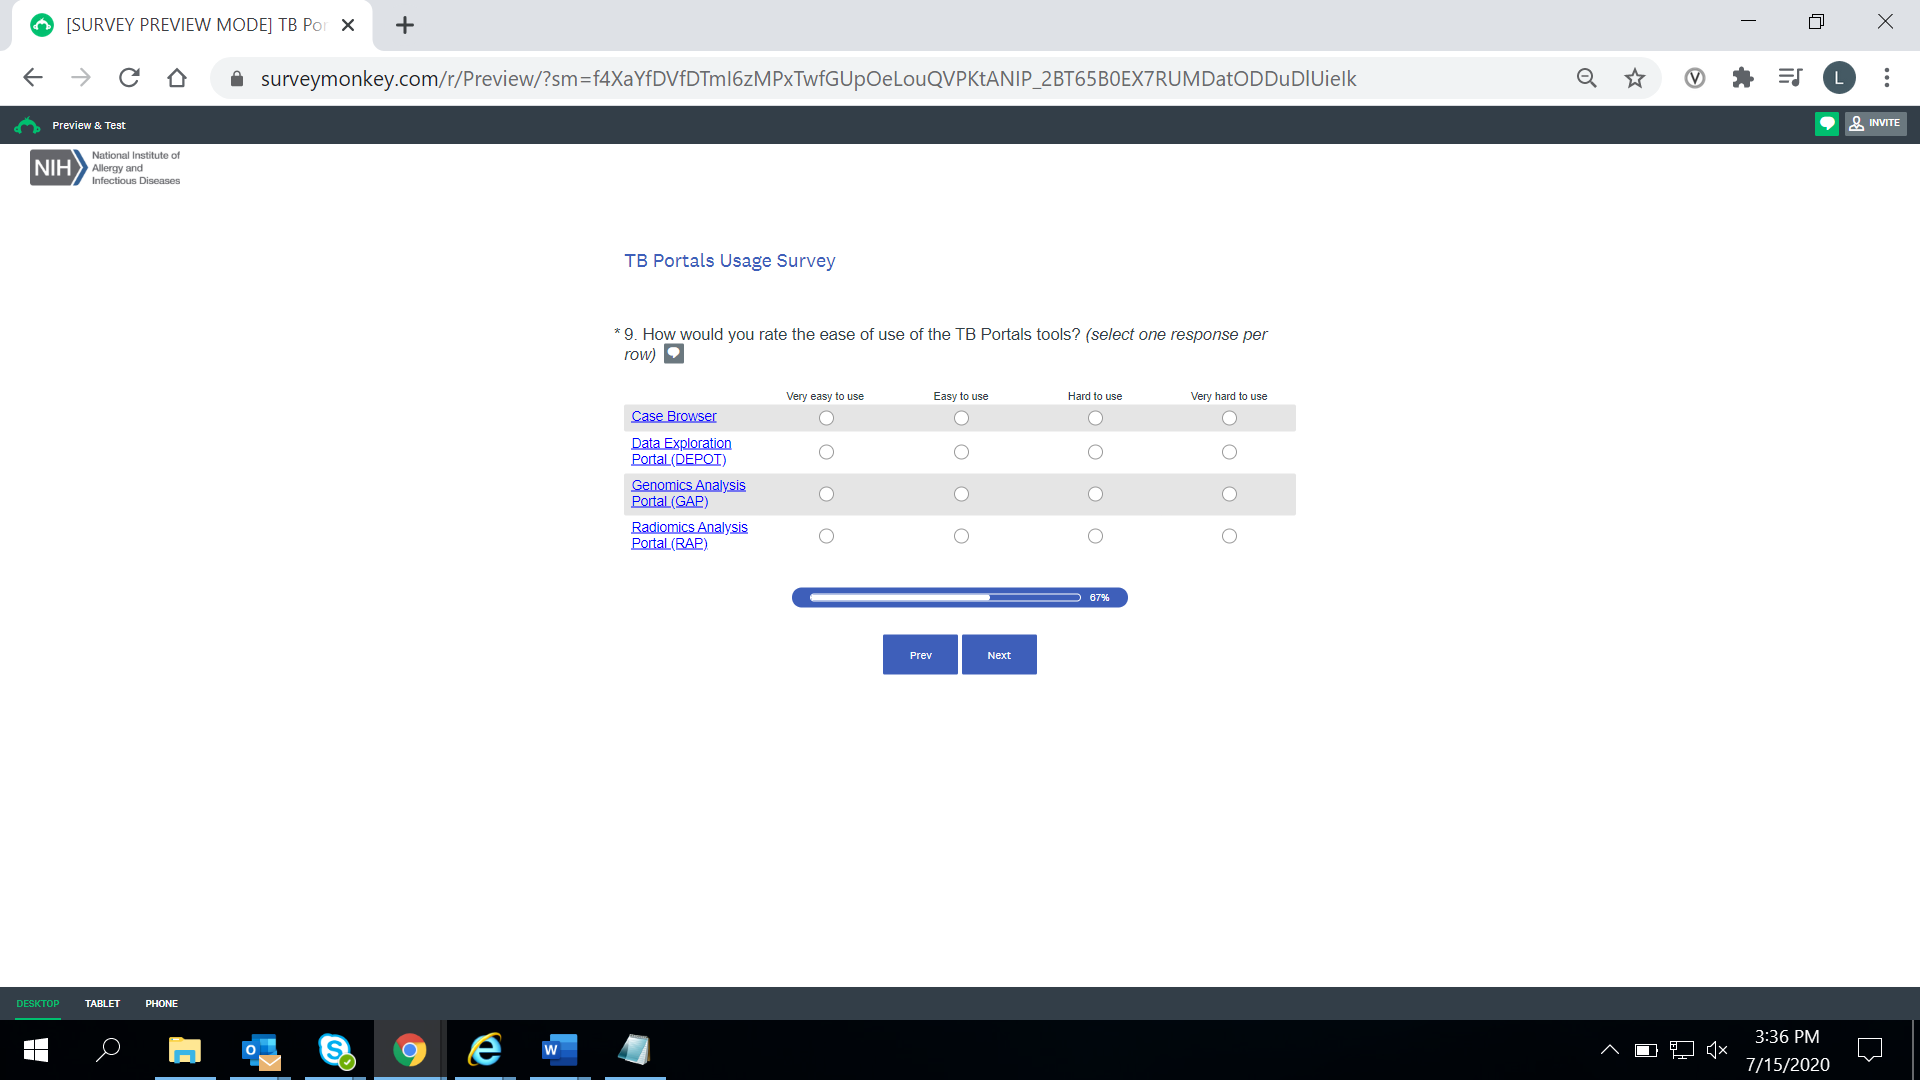 [SURVEY PREVIEW MODE] TB Por
surveymonkey.com/r/Preview/?sm=f4XaYfDVfDTml6zMPxTwfGUpOeLouQVPKtANIP_2BT65B0EX7RUMDatODDuDlUielk
L
Preview & Test
INVITE
NIH
National Institute of
Allergy and
Infectious Diseases
TB Portals Usage Survey
* 9. How would you rate the ease of use of the TB Portals tools? (select one response per
row)
Very easy to use Easy to use Hard to use Very hard to use
Case Browser
Data Exploration
Portal (DEPOT)
Genomics Analysis
Portal (GAP)
Radiomics Analysis
Portal (RAP)
67%
Prev Next
DESKTOP TABLET PHONE
3:36 PM
7/15/2020